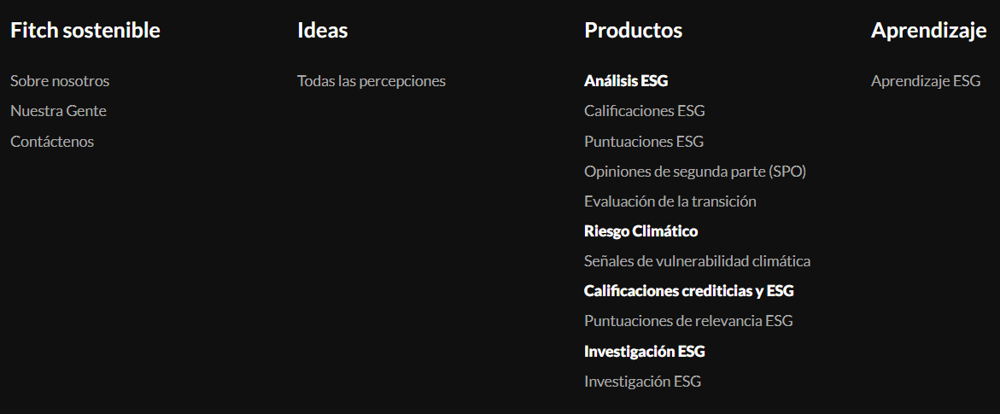 Fitch sostenible
Sobre nosotros
Nuestra Gente
Contáctenos
Ideas
Todas las percepciones
Productos
Análisis ESG
Calificaciones ESG
Puntuaciones ESG
Opiniones de segunda parte (SPO)
Evaluación de la transición
Riesgo Climático
Señales de vulnerabilidad climática
Calificaciones crediticias y ESG
Puntuaciones de relevancia ESG
Investigación ESG
Investigación ESG
Aprendizaje
Aprendizaje ESG